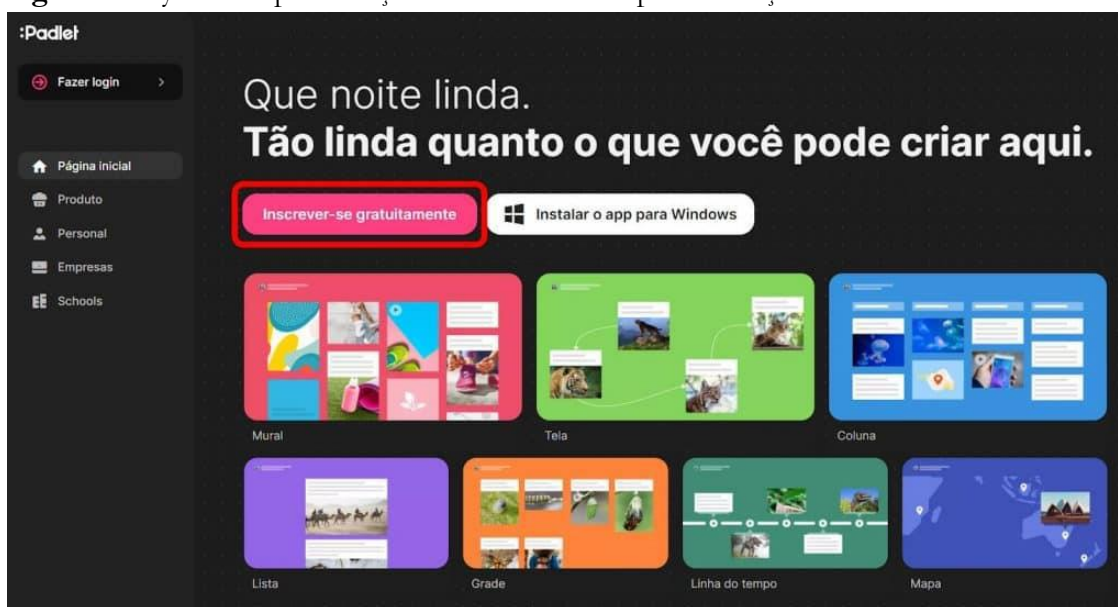 :Padlet
Fazer login
Página inicial
Produto
Personal
Empresas
Schools
Que noite linda.
Tão linda quanto o que você pode criar aqui.
Inscrever-se gratuitamente
Instalar o app para Windows
Mural
Tela
Coluna
Lista
Grade
Linha do tempo
Mapa